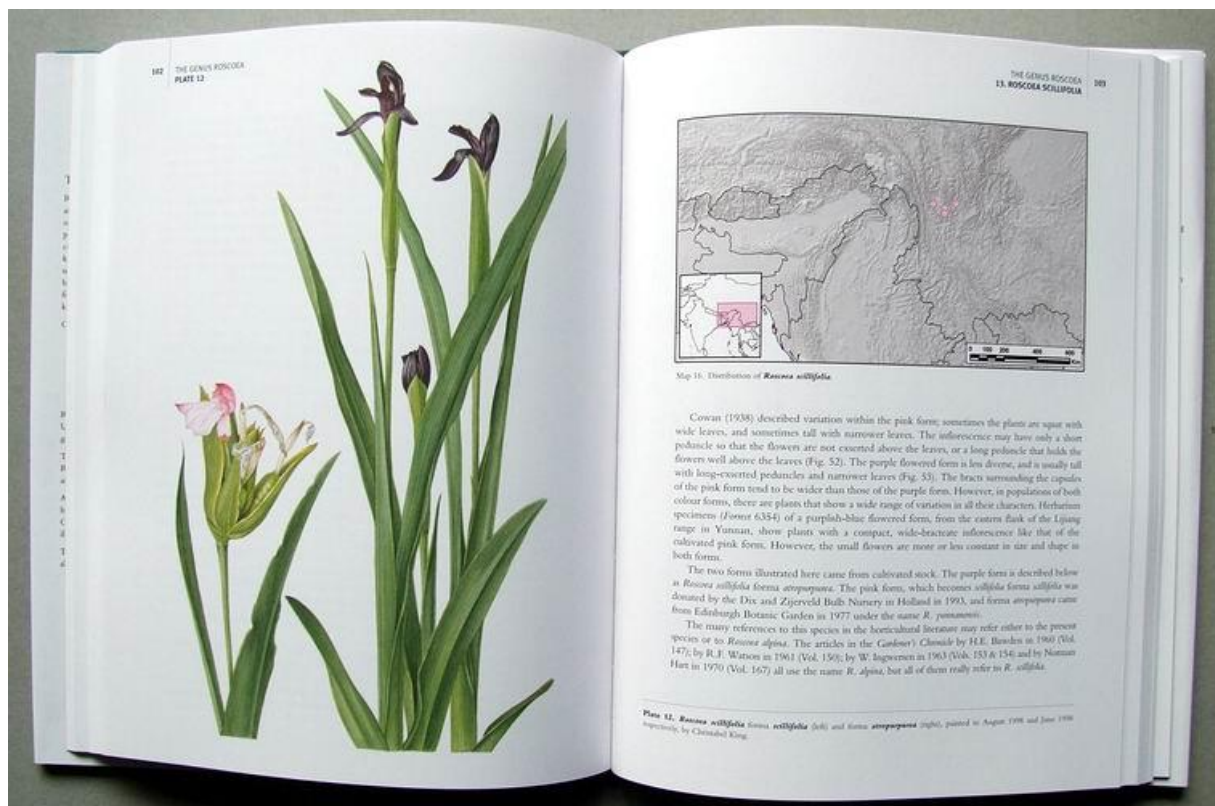 102
THE GENUS ROSCOEA
PLATE 12
THE GENUS ROSCOEA
13. ROSCOEA SCILLIFOLIA
103
0 100 200 400 600
Km
Map 16. Distribution of Roscoea scillifolia.
Cowan (1938) described variation within the pink form; sometimes the plants are squat with
wide leaves, and sometimes tall with narrower leaves. The inflorescence may have only a short
peduncle so that the flowers are not exserted above the leaves, or a long peduncle that holds the
flowers well above the leaves (Fig. 52). The purple flowered form is less diverse, and is usually tall
with long-exserted peduncles and narrower leaves (Fig. 53). The bracts surrounding the capsules
of the pink form tend to be wider than those of the purple form. However, in populations of both
colour forms, there are plants that show a wide range of variation in all their characters. Herbarium
specimens (Forrest 6354) of a purplish-blue flowered form, from the eastern flank of the Lijiang
range in Yunnan, show plants with a compact, wide-bracteate inflorescence like that of the
cultivated pink form. However, the small flowers are more or less constant in size and shape in
both forms.
The two forms illustrated here came from cultivated stock. The purple form is described below
as Roscoea scillifolia forma atropurpurea. The pink form, which becomes scillifolia forma scillifolia was
donated by the Dix and Zijerveld Bulb Nursery in Holland in 1993, and forma atropurpurea came
from Edinburgh Botanic Garden in 1977 under the name R. yunnanensis.
The many references to this species in the horticultural literature may refer either to the present
species or to Roscoea alpina. The articles in the Gardener's Chronicle by H.E. Bawden in 1960 (Vol.
147); by R.F. Watson in 1961 (Vol. 150); by W. Ingwersen in 1963 (Vols. 153 & 154) and by Norman
Hart in 1970 (Vol. 167) all use the name R. alpina, but all of them really refer to R. scillifolia.
Plate 12. Roscoea scillifolia forma scillifolia (left) and forma atropurpurea (right), painted in August 1998 and June 1998
respectively, by Christabel King.